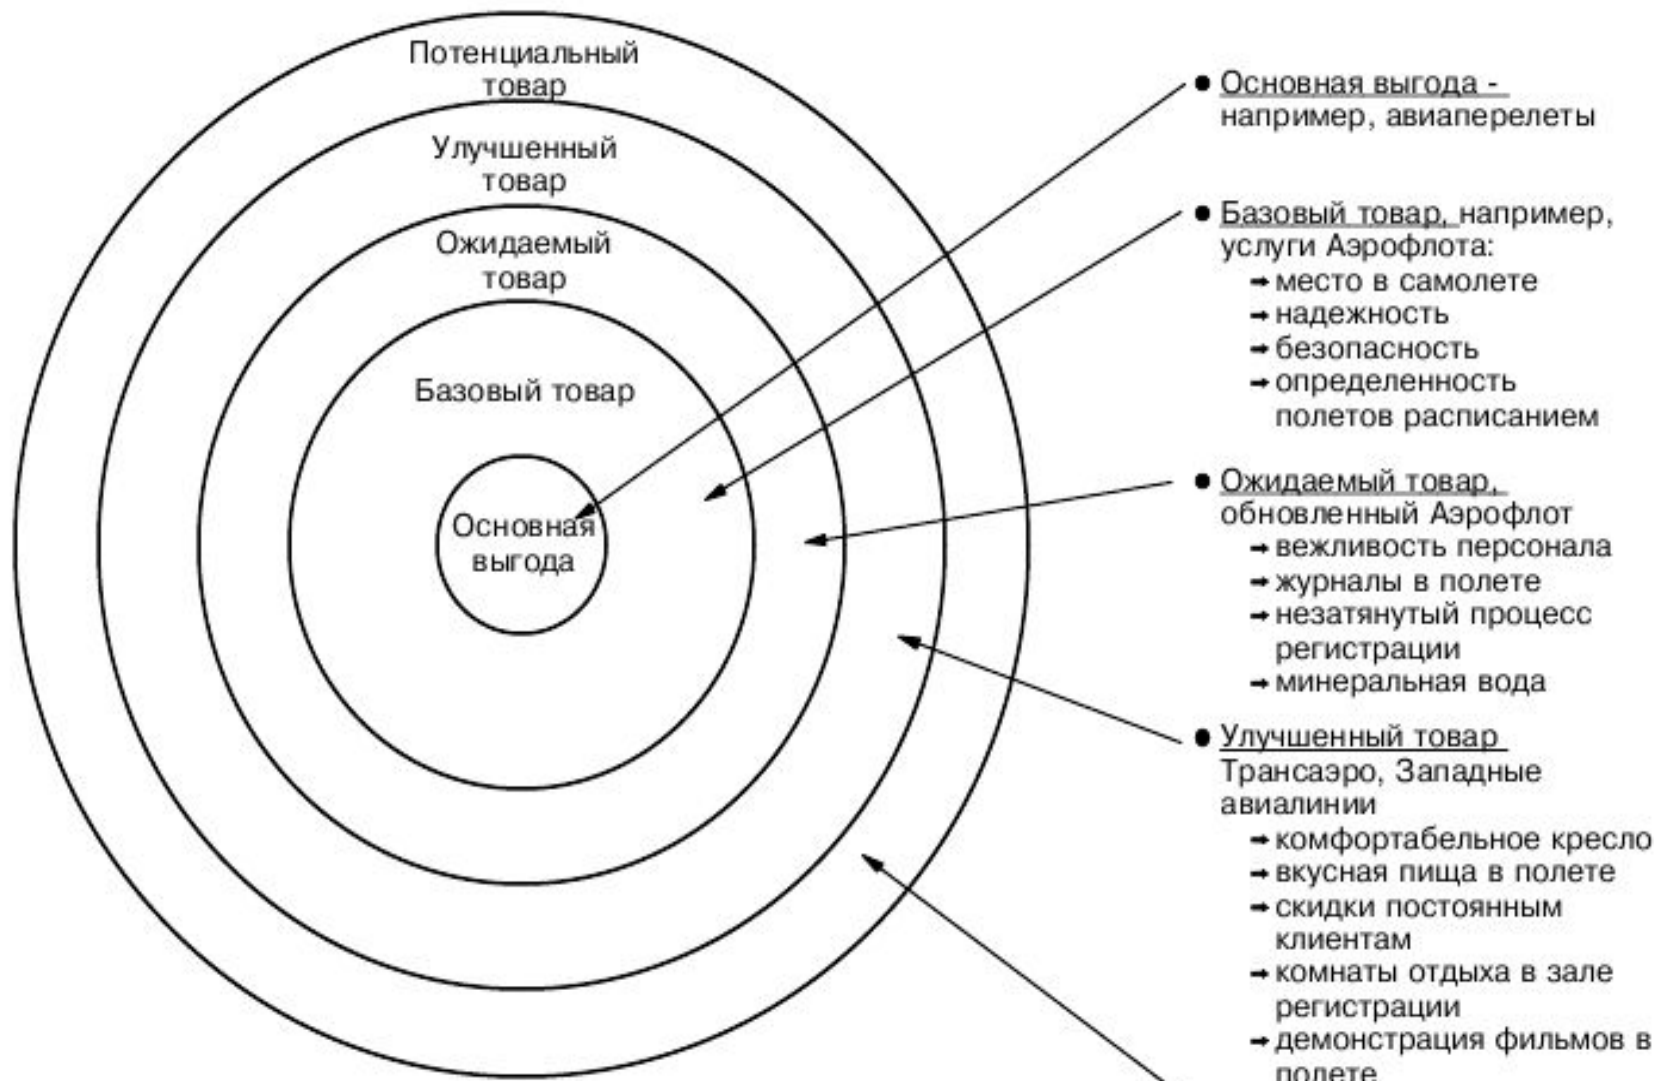 Потенциальный
товар
Улучшенный
товар
Ожидаемый
товар
Базовый товар
Основная
выгода
● Основная выгода -
например, авиаперелеты
● Базовый товар, например,
услуги Аэрофлота:
➞ место в самолете
➞ надежность
➞ безопасность
➞ определенность
полетов расписанием
● Ожидаемый товар,
обновленный Аэрофлот
➞ вежливость персонала
➞ журналы в полете
➞ незатянутый процесс
регистрации
➞ минеральная вода
● Улучшенный товар
Трансаэро, Западные
авиалинии
➞ комфортабельное кресло
➞ вкусная пища в полете
➞ скидки постоянным
клиентам
➞ комнаты отдыха в зале
регистрации
➞ демонстрация фильмов в
полете